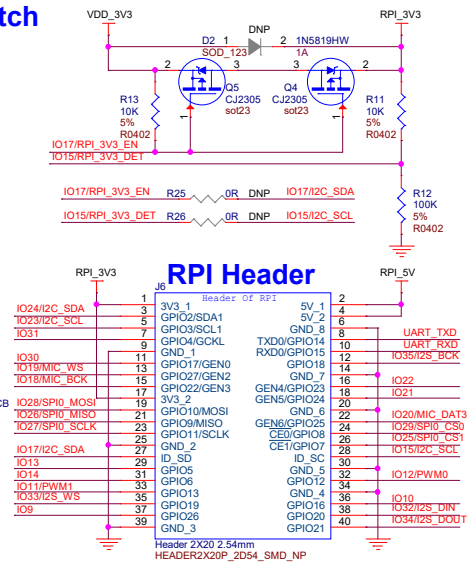 tch
VDD_3V3
DNP
RPI_3V3
D2 1
2 1N5819HW
SOD_123
1A
2
3
3
2
Q5
Q4
CJ2305
CJ2305
sot23
sot23
1
1
R13
10K
5%
R0402
R11
10K
5%
R0402
IO17/RPI_3V3_EN
IO15/RPI_3V3_DET
IO17/RPI_3V3_EN R25 0R DNP IO17/I2C_SDA
IO15/RPI_3V3_DET R26 0R DNP IO15/I2C_SCL
R12
100K
5%
R0402
RPI Header
RPI_3V3
RPI_5V
J6
Header Of RPI
1 3V3_1 5V_1 2
IO24/I2C_SDA 3 GPIO2/SDA1 5V_2 4
IO23/I2C_SCL 5 GPIO3/SCL1 GND_8 6
IO31 7 GPIO4/GCKL TXD0/GPIO14 8 UART_TXD
9 GND_1 RXD0/GPIO15 10 UART_RXD
IO30 11 GPIO17/GEN0 GPIO18 12 IO35/I2S_BCK
IO19/MIC_WS 13 GPIO27/GEN2 GND_7 14
IO18/MIC_BCK 15 GPIO22/GEN3 GEN4/GPIO23 16 IO22
17 3V3_2 GEN5/GPIO24 18 IO21
CB
IO28/SPI0_MOSI 19 GPIO10/MOSI GND_6 20
IO26/SPI0_MISO 21 GPIO9/MISO GEN6/GPIO25 22 IO20/MIC_DAT3
IO27/SPI0_SCLK 23 GPIO11/SCLK CE0/GPIO8 24 IO29/SPI0_CS0
25 GND_2 CE1/GPIO7 26 IO25/SPI0_CS1
IO17/I2C_SDA 27 ID_SD ID_SC 28 IO15/I2C_SCL
IO13 29 GPIO5 GND_5 30
IO14 31 GPIO6 GPIO12 32 IO12/PWM0
IO11/PWM1 33 GPIO13 GND_4 34
IO33/I2S_WS 35 GPIO19 GPIO16 36 IO10
IO9 37 GPIO26 GPIO20 38 IO32/I2S_DIN
39 GND_3 GPIO21 40 IO34/I2S_DOUT
Header 2X20 2.54mm
HEADER2X20P_2D54_SMD_NP